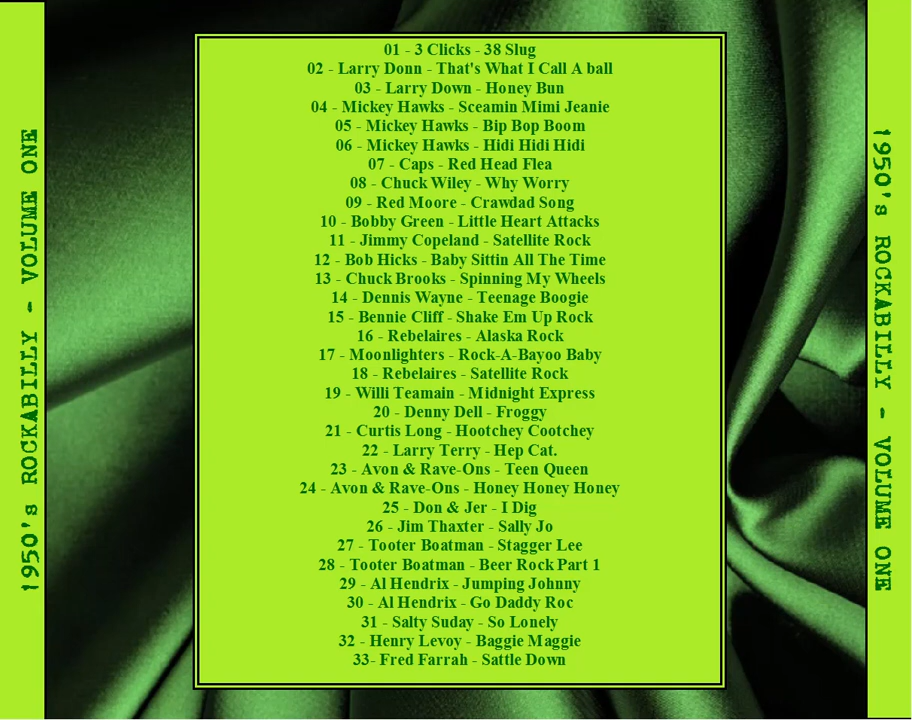 1950's ROCKABILLY - VOLUME ONE
01 - 3 Clicks - 38 Slug
02 - Larry Donn - That's What I Call A ball
03 - Larry Down - Honey Bun
04 - Mickey Hawks - Sceamin Mimi Jeanie
05 - Mickey Hawks - Bip Bop Boom
06 - Mickey Hawks - Hidi Hidi Hidi
07 - Caps - Red Head Flea
08 - Chuck Wiley - Why Worry
09 - Red Moore - Crawdad Song
10 - Bobby Green - Little Heart Attacks
11 - Jimmy Copeland - Satellite Rock
12 - Bob Hicks - Baby Sittin All The Time
13 - Chuck Brooks - Spinning My Wheels
14 - Dennis Wayne - Teenage Boogie
15 - Bennie Cliff - Shake Em Up Rock
16 - Rebelaires - Alaska Rock
17 - Moonlighters - Rock-A-Bayoo Baby
18 - Rebelaires - Satellite Rock
19 - Willi Teamain - Midnight Express
20 - Denny Dell - Froggy
21 - Curtis Long - Hootchey Cootchey
22 - Larry Terry - Hep Cat.
23 - Avon & Rave-Ons - Teen Queen
24 - Avon & Rave-Ons - Honey Honey Honey
25 - Don & Jer - I Dig
26 - Jim Thaxter - Sally Jo
27 - Tooter Boatman - Stagger Lee
28 - Tooter Boatman - Beer Rock Part 1
29 - Al Hendrix - Jumping Johnny
30 - Al Hendrix - Go Daddy Roc
31 - Salty Suday - So Lonely
32 - Henry Levoy - Baggie Maggie
33- Fred Farrah - Sattle Down
1950's ROCKABILLY - VOLUME ONE